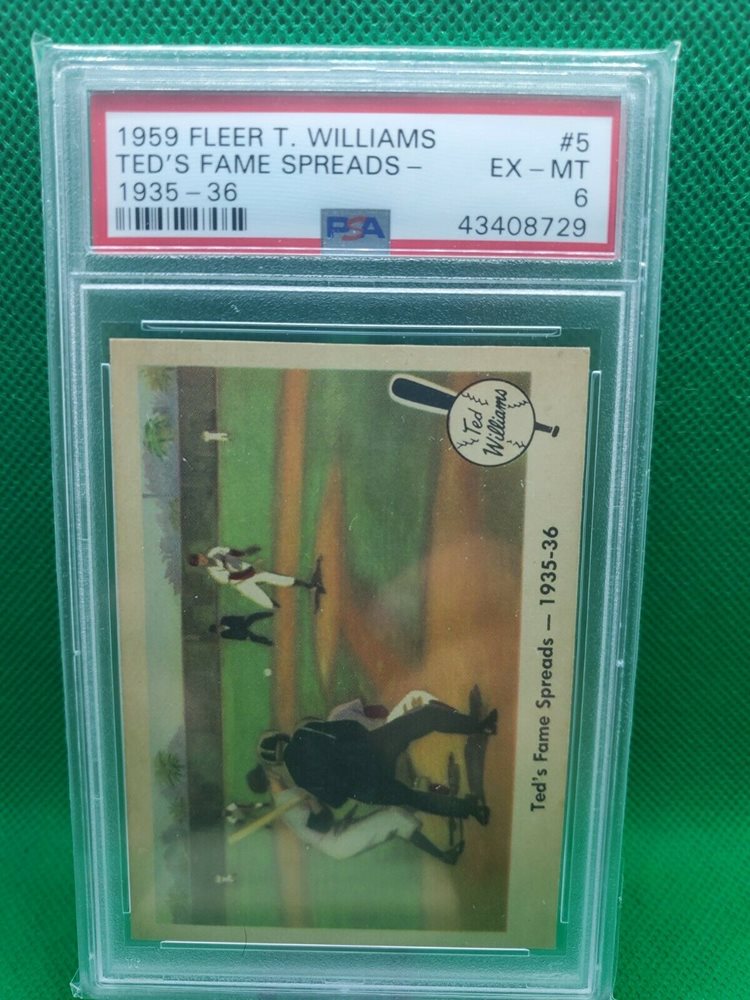 1959 FLEER T. WILLIAMS #5
TED'S FAME SPREADS – EX – MT
1935 – 36 6
PSA 43408729
Ted
Williams
Ted's Fame Spreads — 1935-36